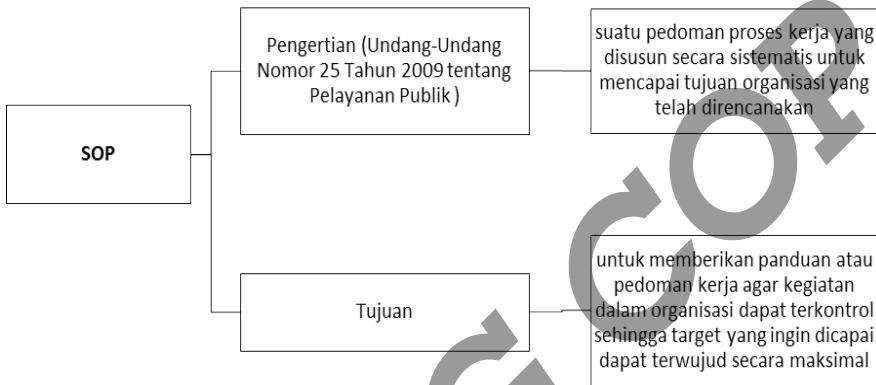 SOP
Pengertian (Undang-Undang
Nomor 25 Tahun 2009 tentang
Pelayanan Publik )
suatu pedoman proses kerja yang
disusun secara sistematis untuk
mencapai tujuan organisasi yang
telah direncanakan
Tujuan
untuk memberikan panduan atau
pedoman kerja agar kegiatan
dalam organisasi dapat terkontrol
sehingga target yang ingin dicapai
dapat terwujud secara maksimal